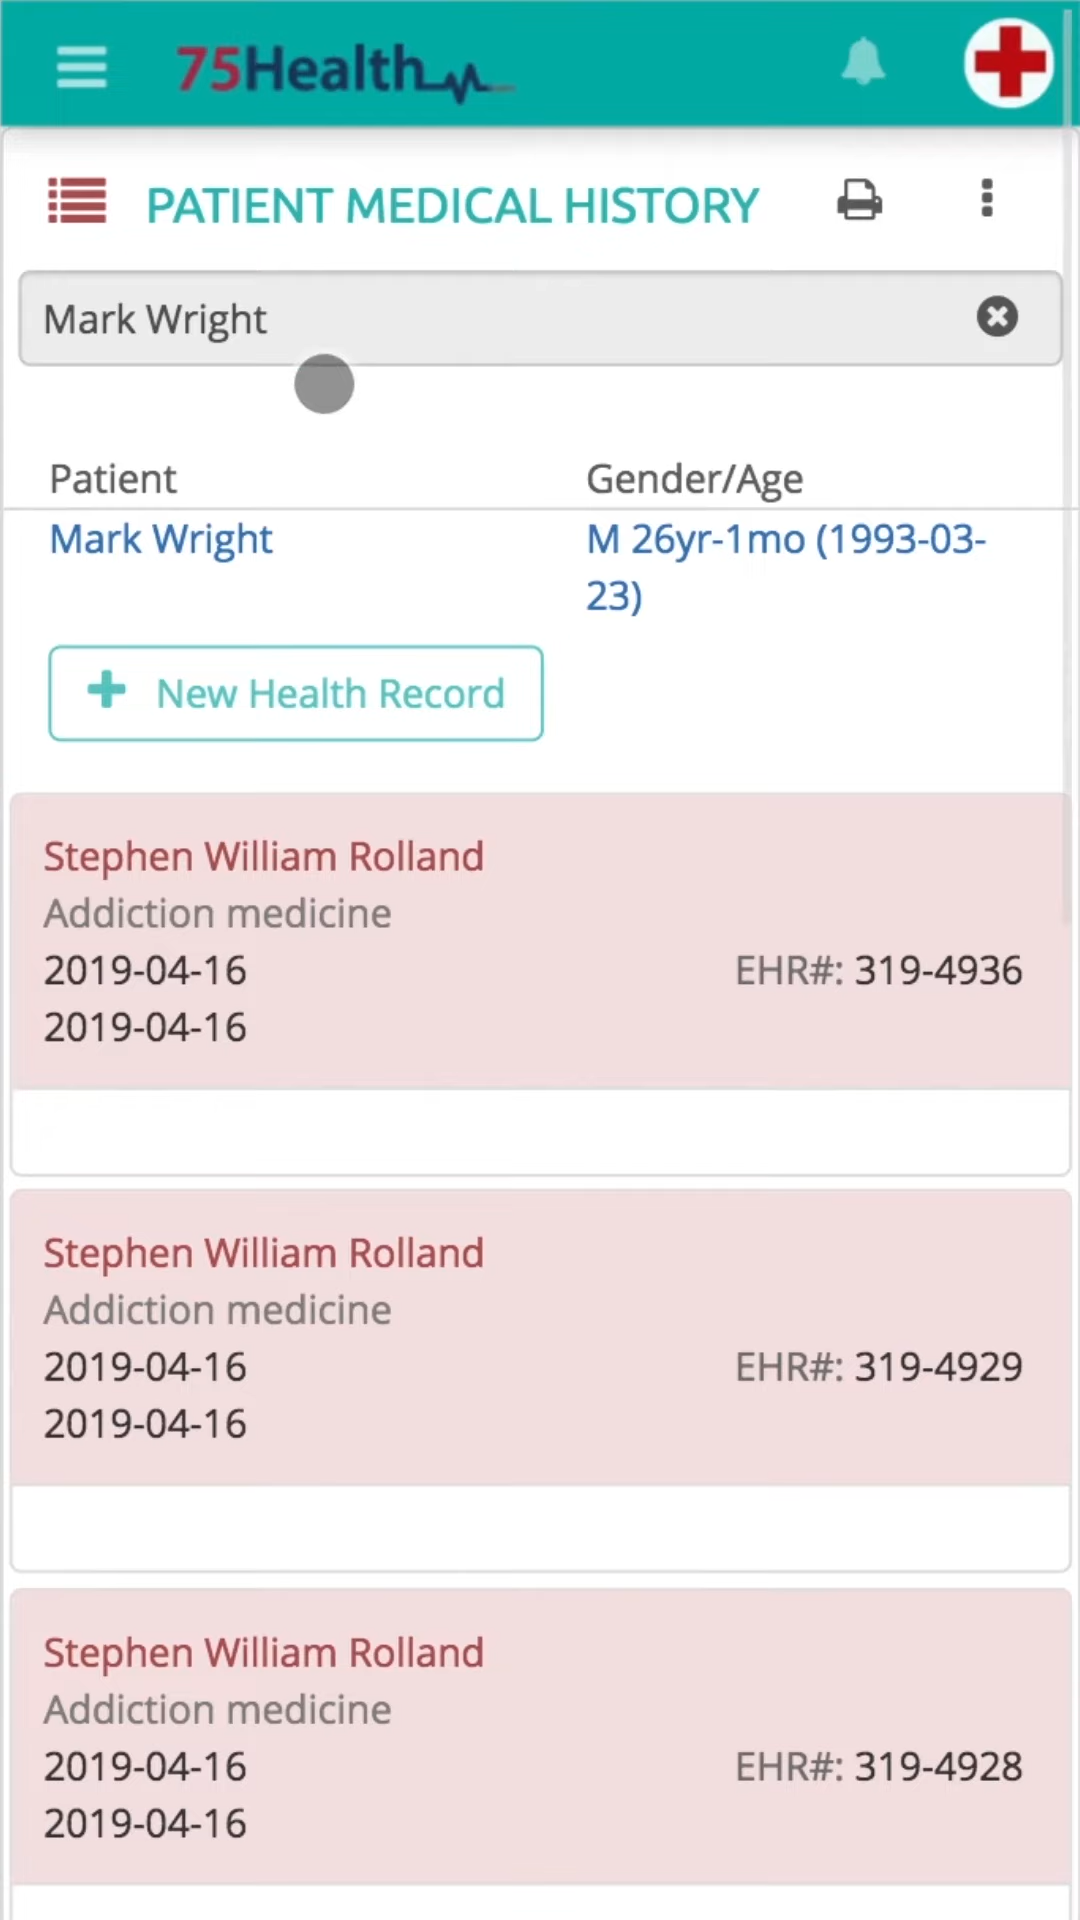 75Health
PATIENT MEDICAL HISTORY
Mark Wright
Patient Gender/Age
Mark Wright M 26yr-1mo (1993-03-
23)
New Health Record
Stephen William Rolland
Addiction medicine
2019-04-16 EHR#: 319-4936
2019-04-16
Stephen William Rolland
Addiction medicine
2019-04-16 EHR#: 319-4929
2019-04-16
Stephen William Rolland
Addiction medicine
2019-04-16 EHR#: 319-4928
2019-04-16